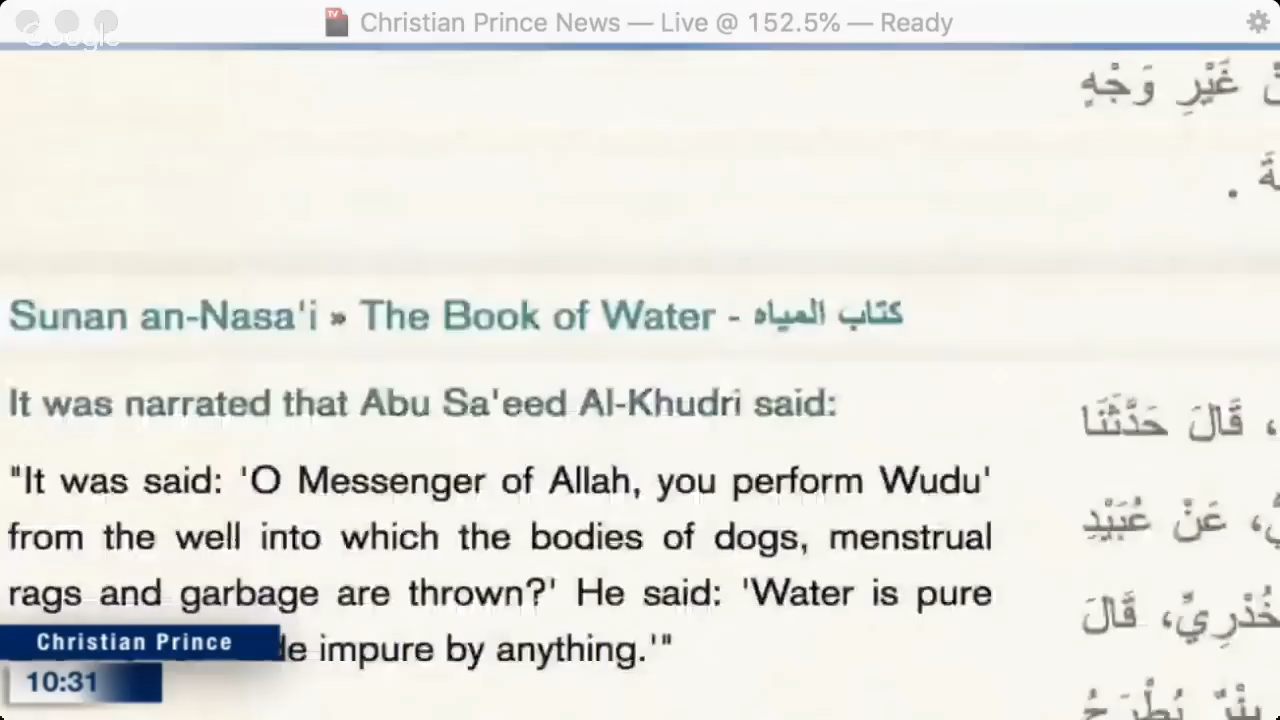 Christian Prince News — Live @ 152.5% — Ready
Google
غَيْرِ وَجْهٍ
.
Sunan an-Nasa'i » The Book of Water - كتاب المياه
It was narrated that Abu Sa'eed Al-Khudri said:
"It was said: 'O Messenger of Allah, you perform Wudu'
from the well into which the bodies of dogs, menstrual
rags and garbage are thrown?' He said: 'Water is pure
impure by anything.'"
، قَالَ حَدَّثَنَا
، عَنْ عُبَيْدِ
خُدْرِيِّ، قَالَ
Christian Prince
10:31